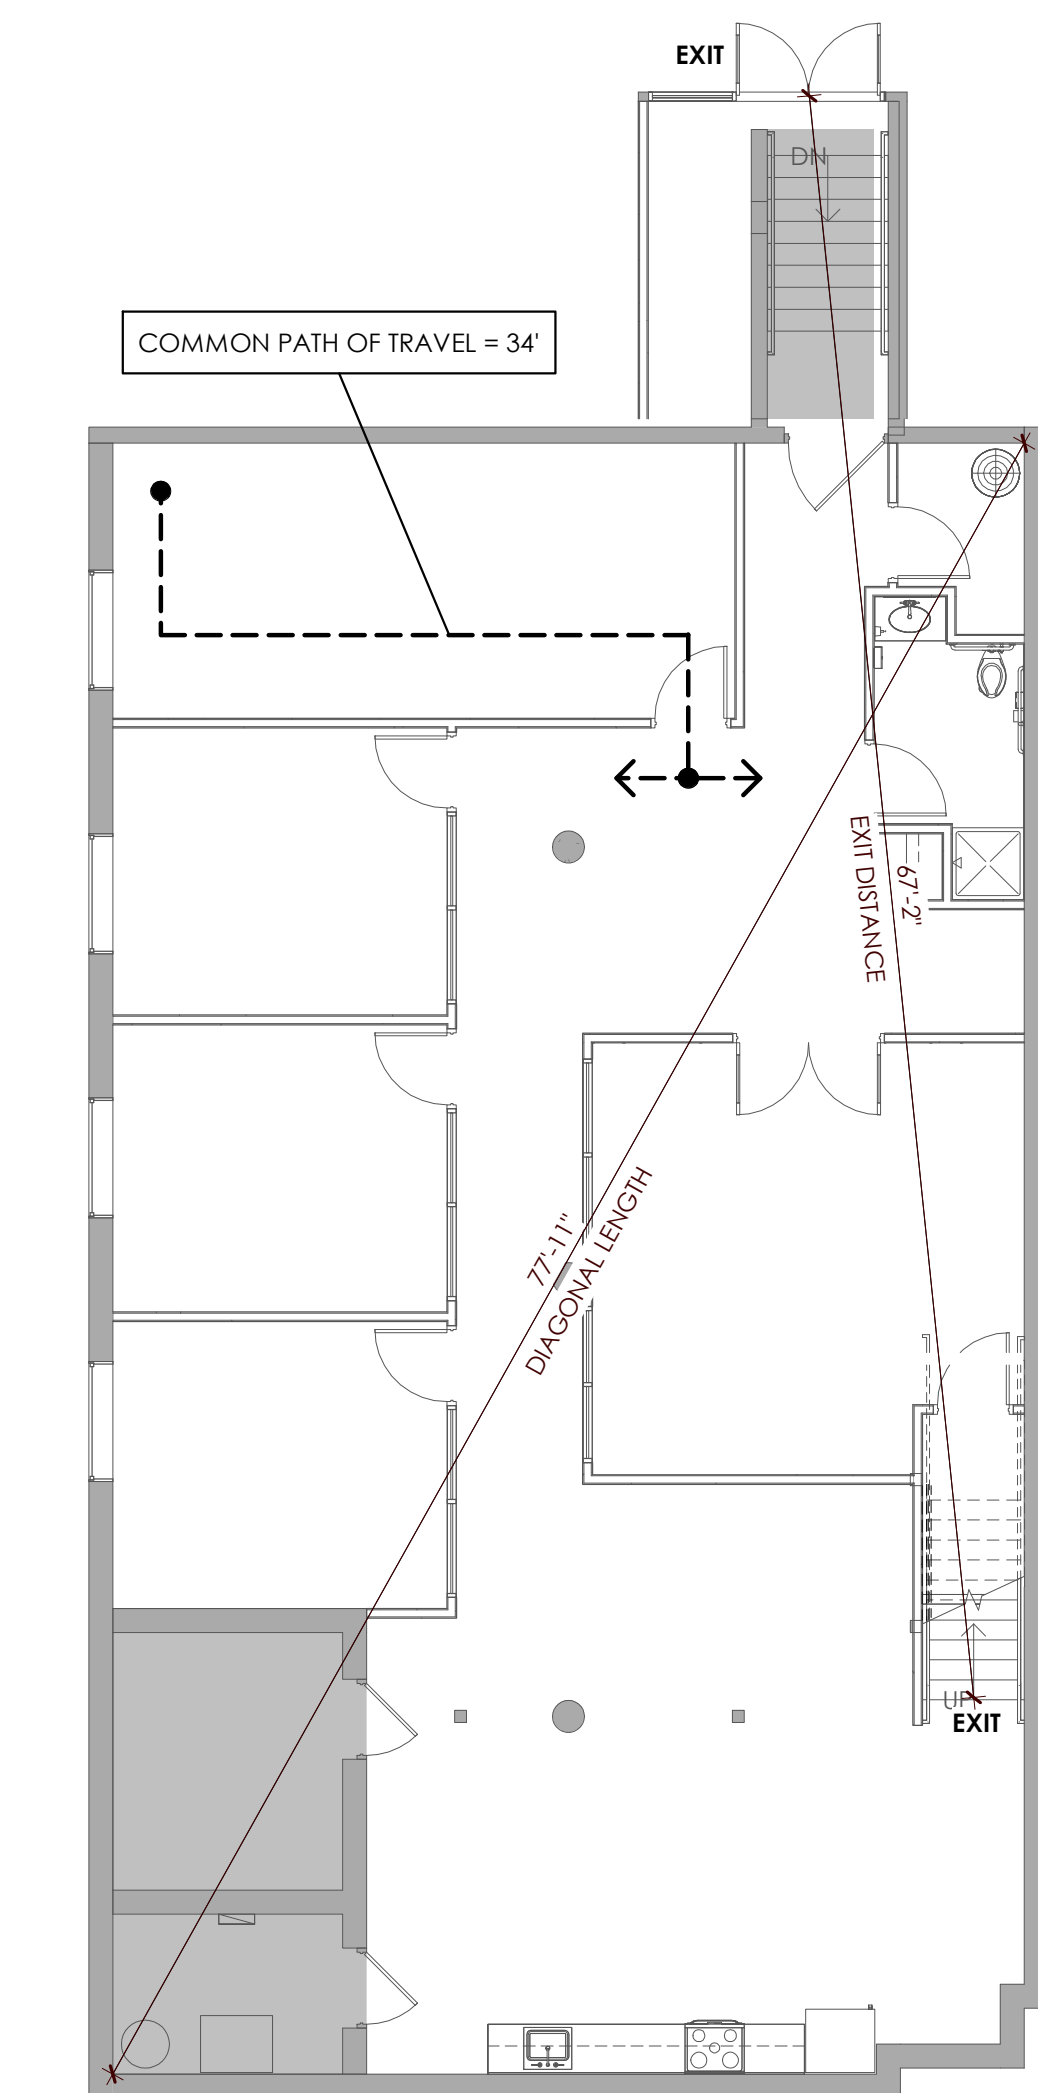 EXIT
DN
COMMON PATH OF TRAVEL = 34'
EXIT DISTANCE
67'-2"
77'-11"
DIAGONAL LENGTH
UP
EXIT